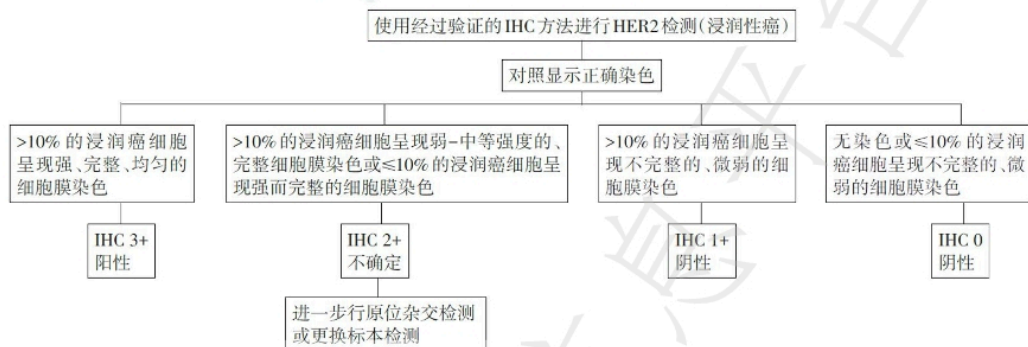 使用经过验证的IHC方法进行HER2检测(浸润性癌)
对照显示正确染色
>10%的浸润癌细胞
呈现强、完整、均匀的
细胞膜染色
>10%的浸润癌细胞呈现弱-中等强度的、
完整细胞膜染色或≤10%的浸润癌细胞呈
现强而完整的细胞膜染色
>10%的浸润癌细胞呈
现不完整的、微弱的细
胞膜染色
无染色或≤10%的浸润
癌细胞呈现不完整的、微
弱的细胞膜染色
IHC 3+
阳性
IHC 2+
不确定
IHC 1+
阴性
IHC 0
阴性
进一步行原位杂交检测
或更换标本检测